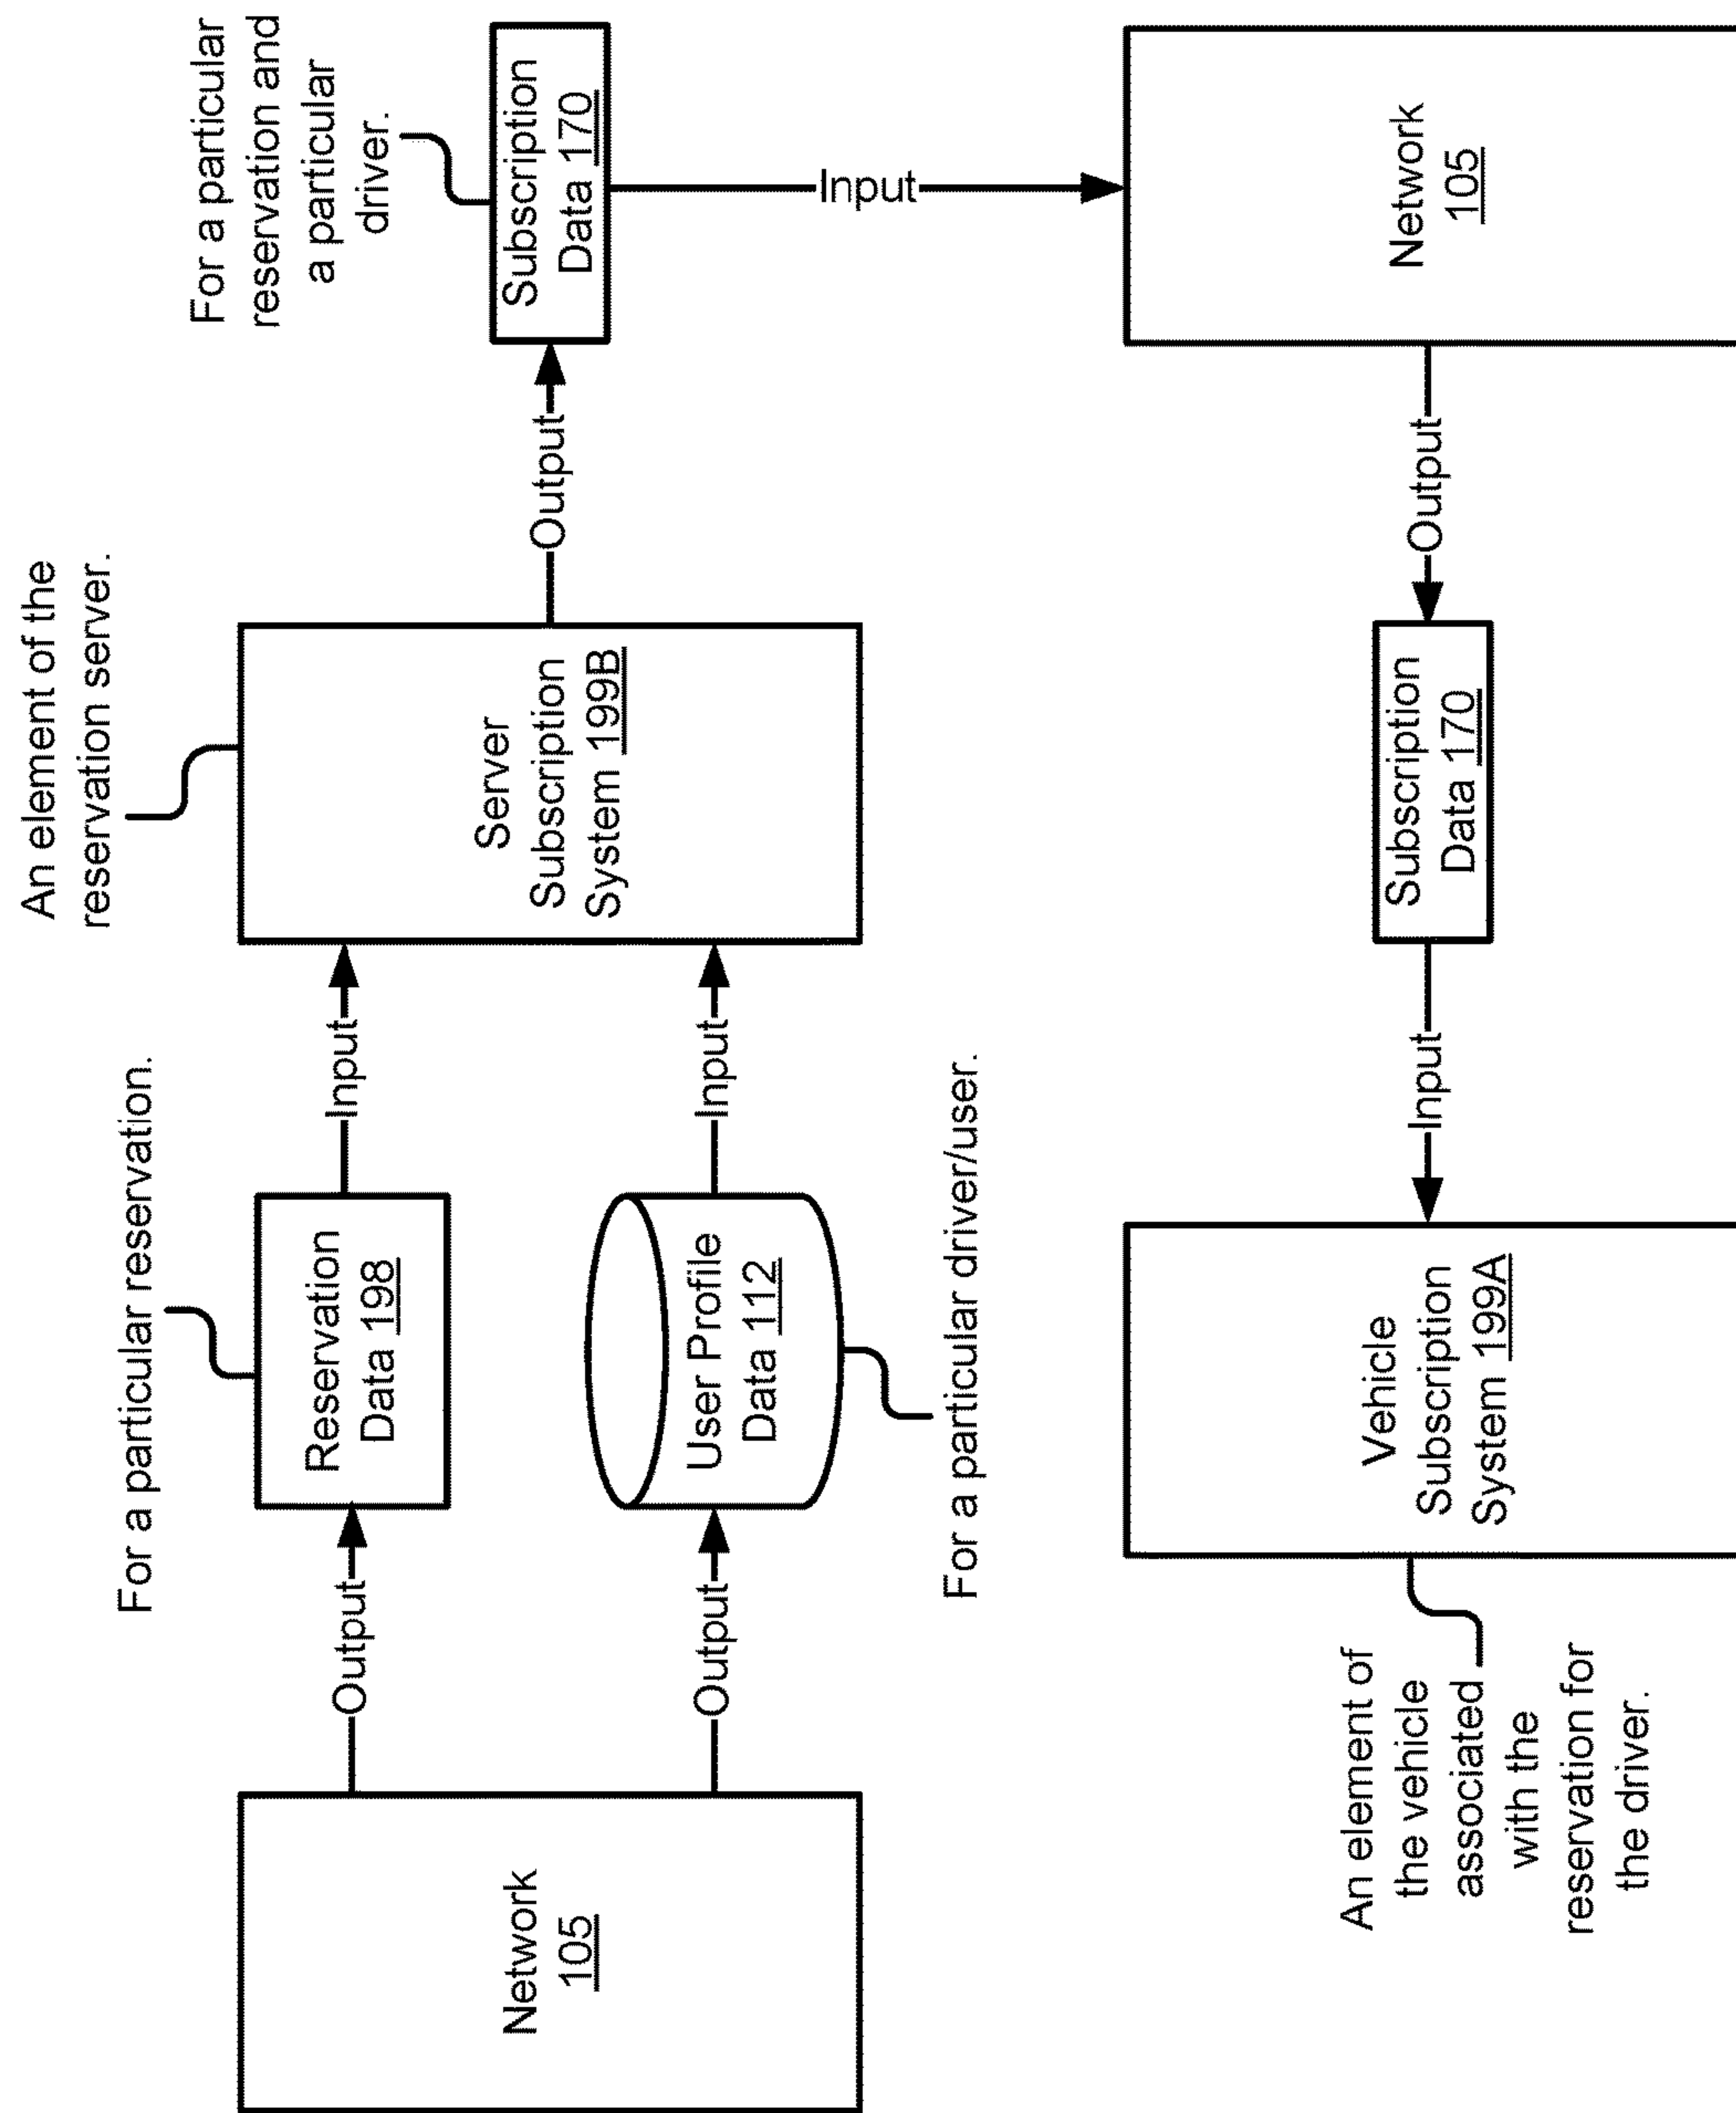 An element of the
reservation server.
For a particular
reservation and
a particular
driver.
For a particular reservation.
Network
105
Output
Output
Reservation
Data 198
User Profile
Data 112
Input
Input
Server
Subscription
System 199B
Output
Subscription
Data 170
For a particular driver/user.
Input
An element of
the vehicle
associated
with the
reservation for
the driver.
Vehicle
Subscription
System 199A
Input
Subscription
Data 170
Output
Network
105